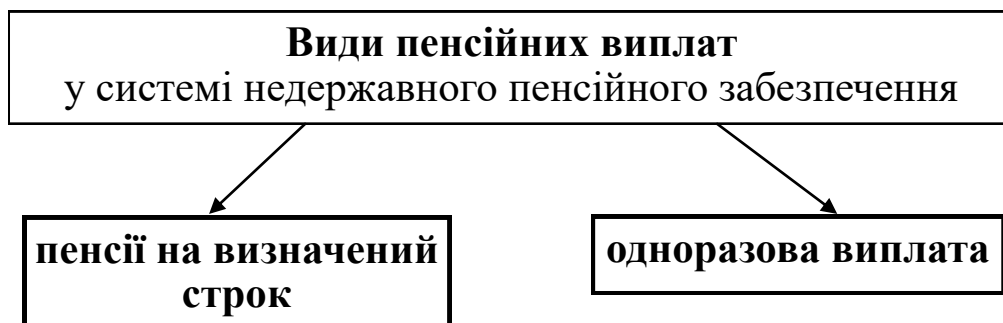 Види пенсійних виплат
у системі недержавного пенсійного забезпечення
пенсії на визначений
строк
одноразова виплата